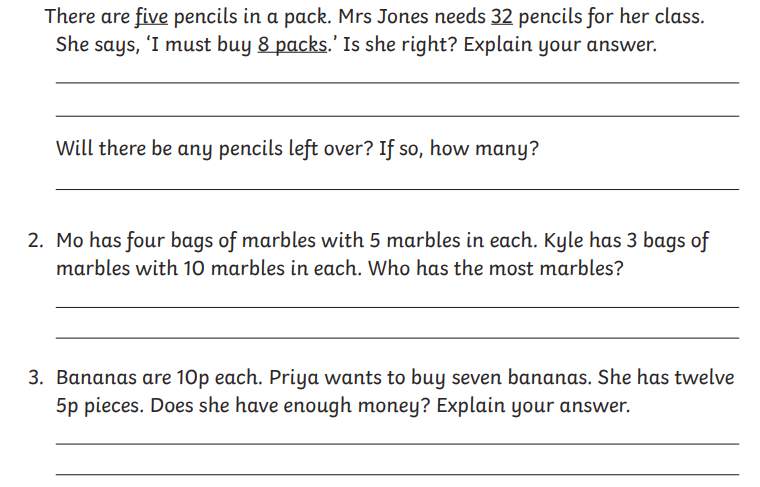 There are five pencils in a pack. Mrs Jones needs 32 pencils for her class.
She says, ‘I must buy 8 packs.’ Is she right? Explain your answer.
Will there be any pencils left over? If so, how many?
2. Mo has four bags of marbles with 5 marbles in each. Kyle has 3 bags of
marbles with 10 marbles in each. Who has the most marbles?
3. Bananas are 10p each. Priya wants to buy seven bananas. She has twelve
5p pieces. Does she have enough money? Explain your answer.